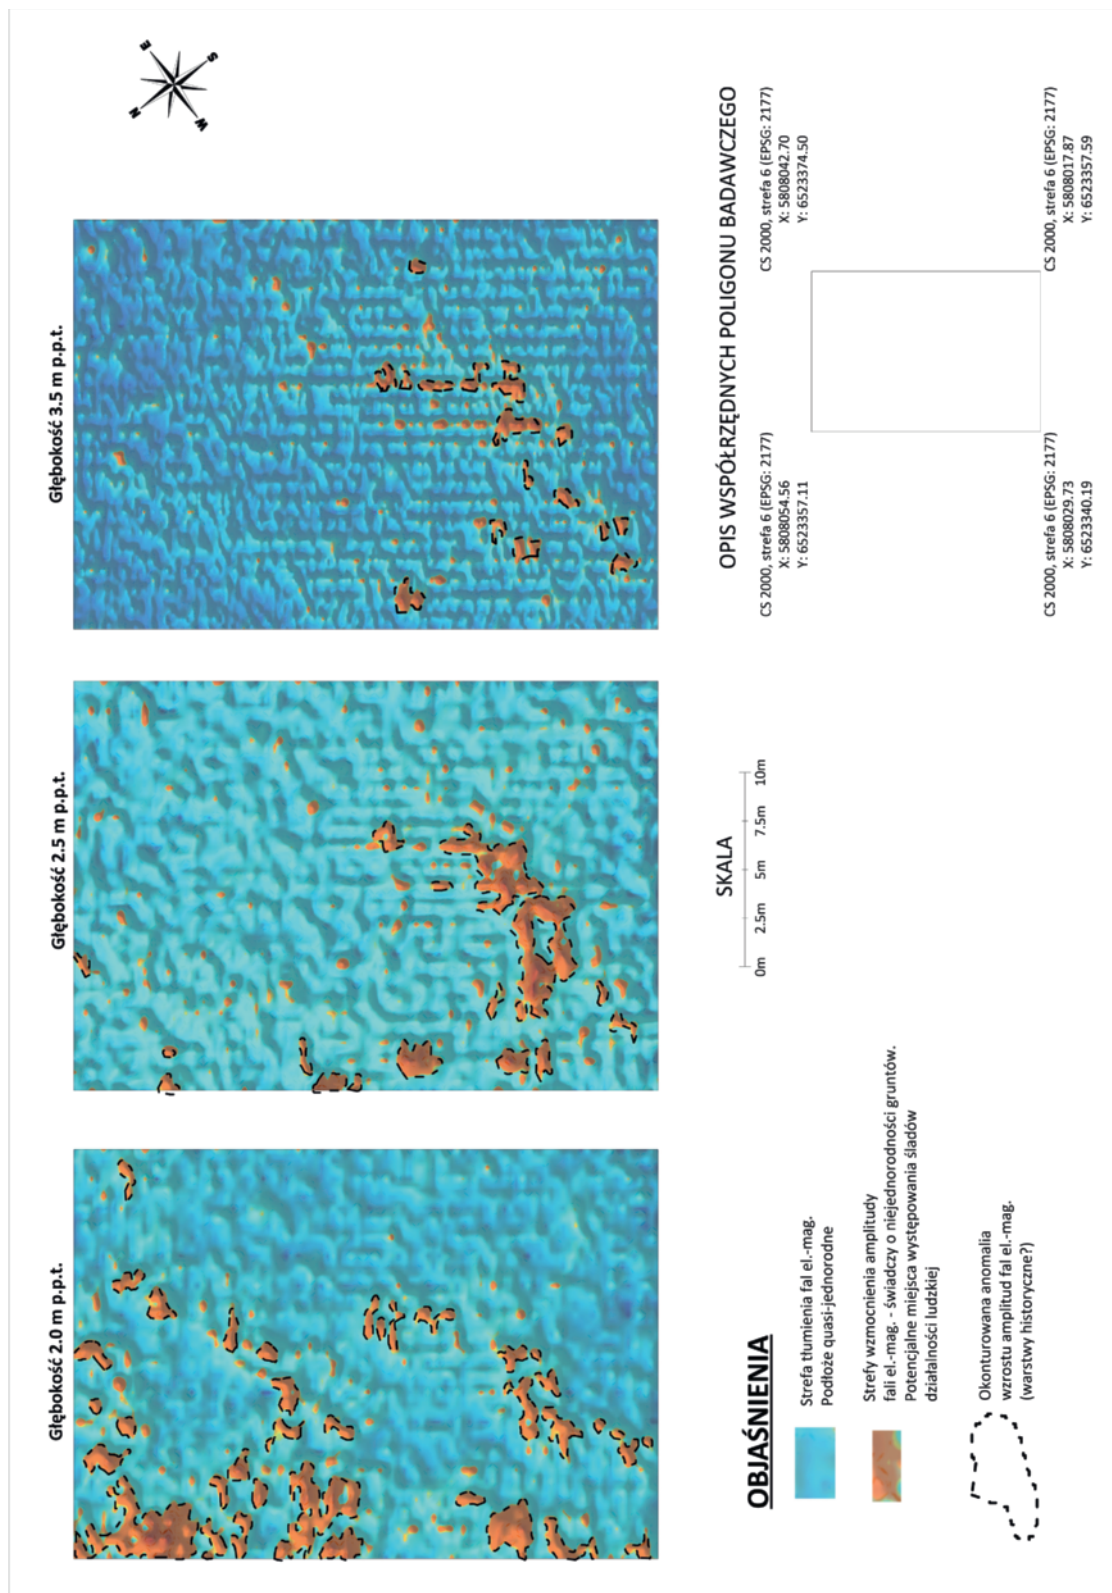 Głębokość 2.0 m p.p.t.
Głębokość 2.5 m p.p.t.
Głębokość 3.5 m p.p.t.
N
E
S
W
OBJAŚNIENIA
Strefa tłumienia fal el.-mag.
Podłoże quasi-jednorodne
Strefy wzmocnienia amplitudy
fali el.-mag. - świadczy o niejednorodności gruntów.
Potencjalne miejsca występowania śladów
działalności ludzkiej
Okonturowana anomalia
wzrostu amplitud fal el.-mag.
(warstwy historyczne?)
SKALA
0m 2.5m 5m 7.5m 10m
OPIS WSPÓŁRZĘDNYCH POLIGONU BADAWCZEGO
CS 2000, strefa 6 (EPSG: 2177)
X: 5808054.56
Y: 6523357.11
CS 2000, strefa 6 (EPSG: 2177)
X: 5808042.70
Y: 6523374.50
CS 2000, strefa 6 (EPSG: 2177)
X: 5808029.73
Y: 6523340.19
CS 2000, strefa 6 (EPSG: 2177)
X: 5808017.87
Y: 6523357.59